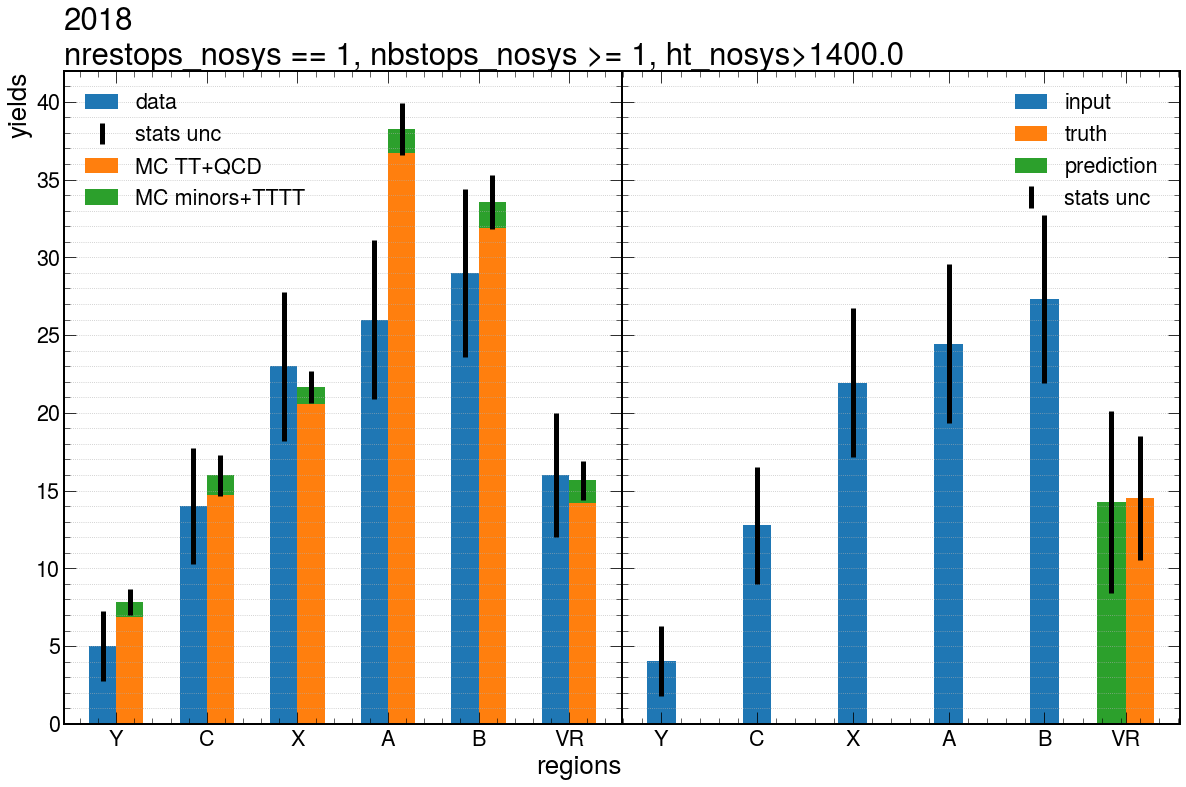 2018
nrestops_nosys == 1, nbstops_nosys >= 1, ht_nosys>1400.0
yields
data
stats unc
MC TT+QCD
MC minors+TTTT
input
truth
prediction
stats unc
40
35
30
25
20
15
10
5
0
Y C X A B VR
Y C X A B VR
regions